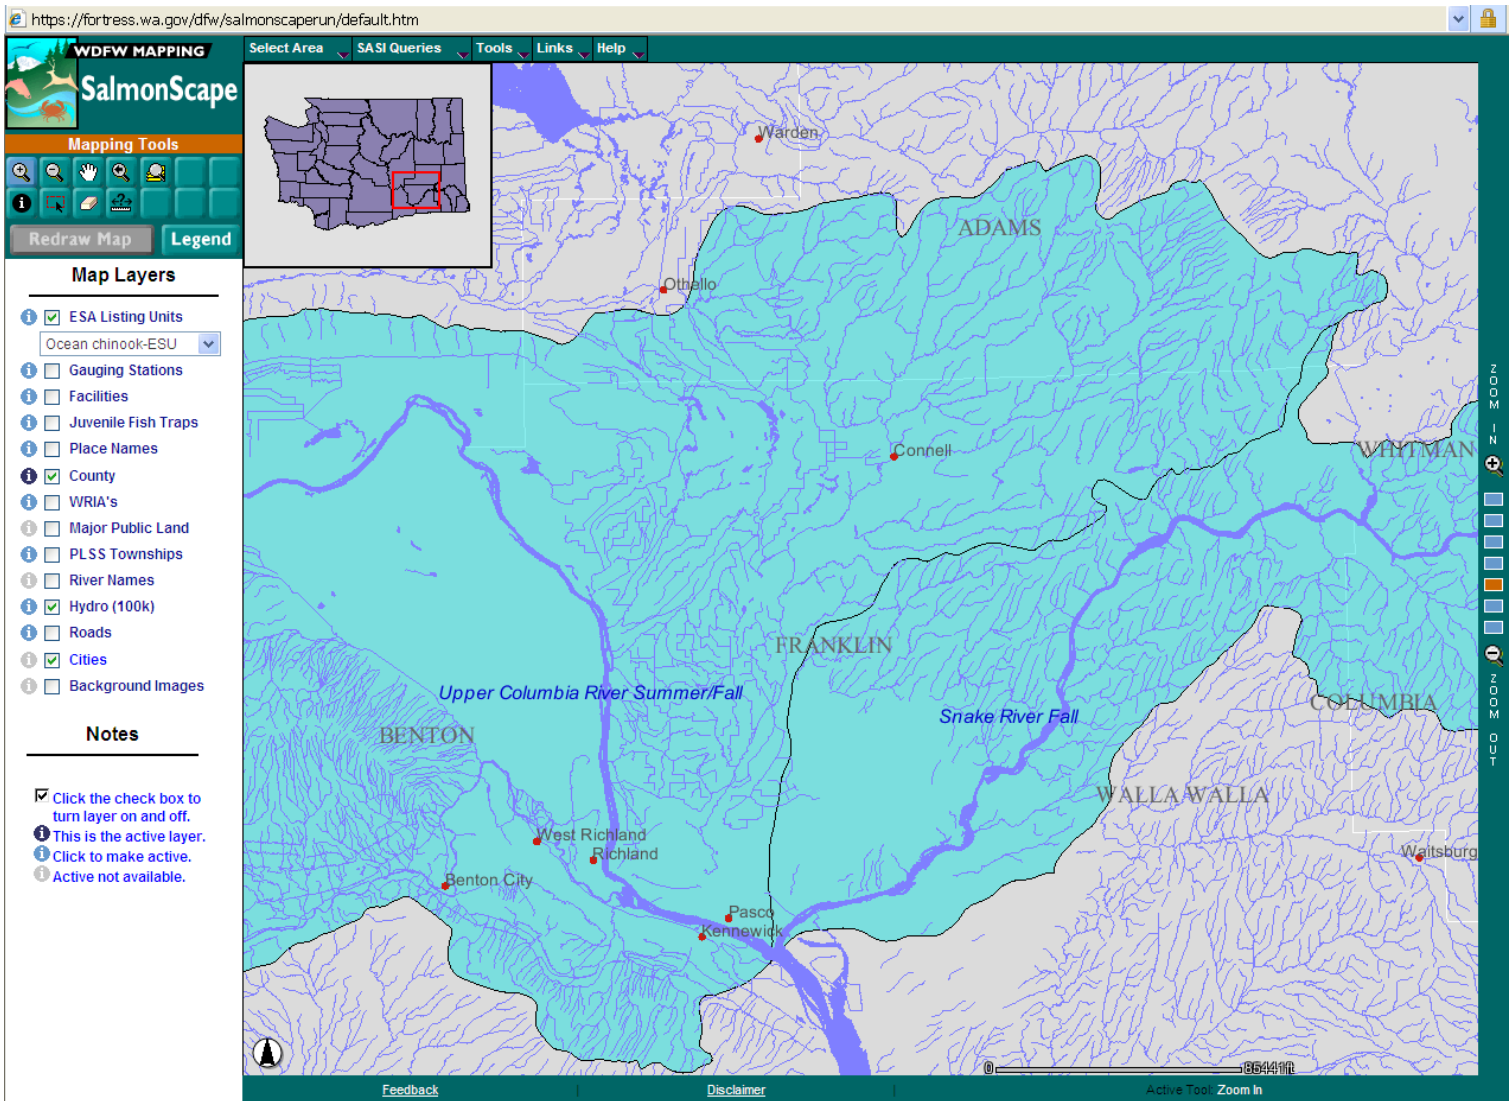 https://fortress.wa.gov/dfw/salmonscaperun/default.htm
WDFW MAPPING
SalmonScape
Select Area
SASI Queries
Tools
Links
Help
Mapping Tools
Redraw Map
Legend
Map Layers
ESA Listing Units
Ocean chinook-ESU
Gauging Stations
Facilities
Juvenile Fish Traps
Place Names
County
WRIA's
Major Public Land
PLSS Townships
River Names
Hydro (100k)
Roads
Cities
Background Images
Notes
Click the check box to
turn layer on and off.
This is the active layer.
Click to make active.
Active not available.
Warden
ADAMS
Othello
Connell
WHITMAN
FRANKLIN
Upper Columbia River Summer/Fall
Snake River Fall
COLUMBIA
BENTON
WALLA WALLA
West Richland
Richland
Waitsburg
Benton City
Pasco
Kennewick
0
85441ft
ZOOM IN
ZOOM OUT
Feedback
Disclaimer
Active Tool: Zoom In